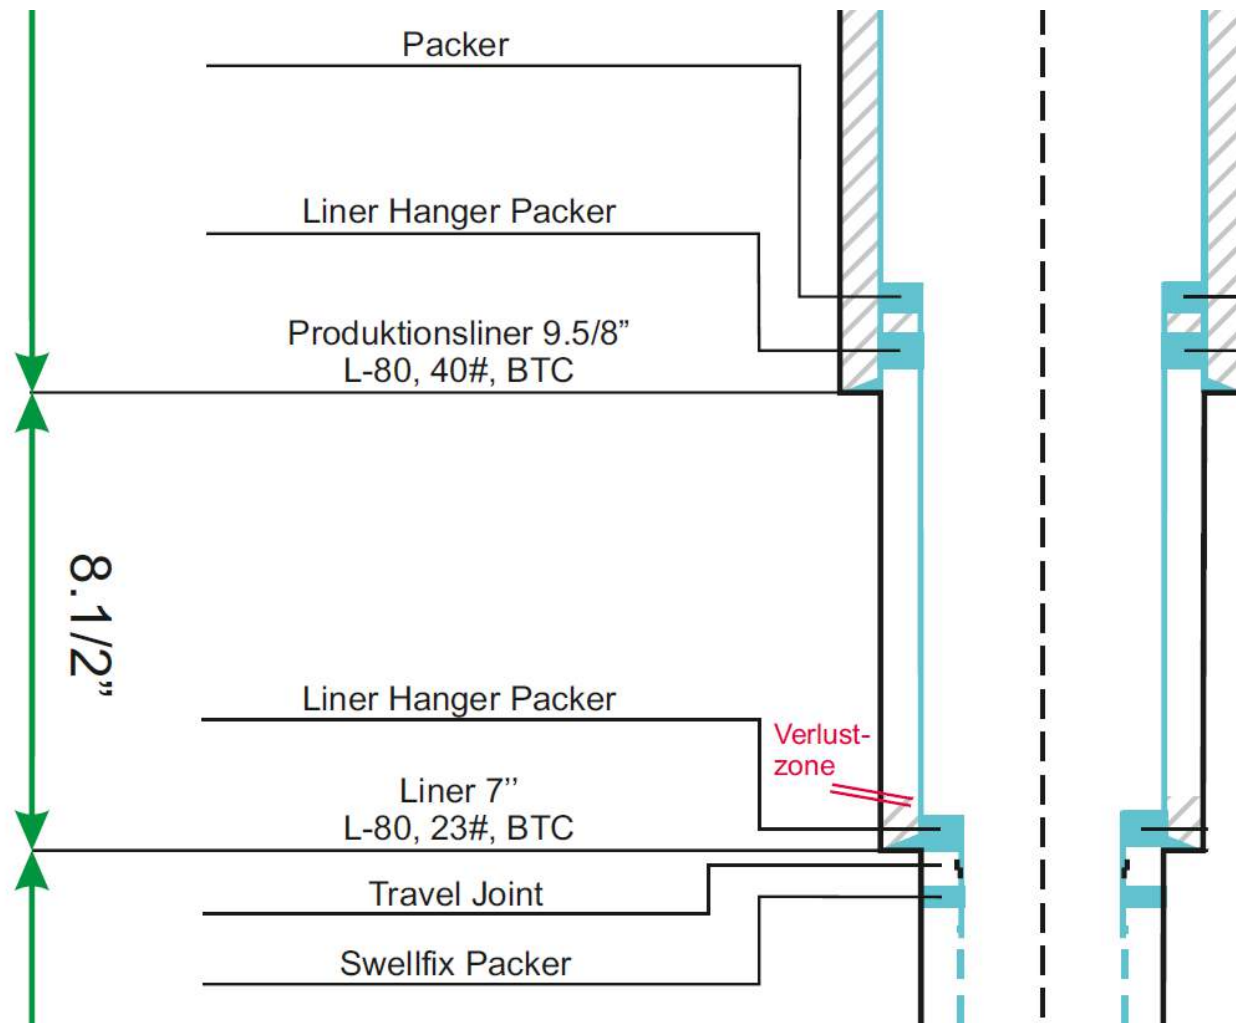 Packer
Liner Hanger Packer
Produktionsliner 9.5/8”
L-80, 40#, BTC
8.1/2”
Liner Hanger Packer
Verlust-
zone
Liner 7’’
L-80, 23#, BTC
Travel Joint
Swellfix Packer